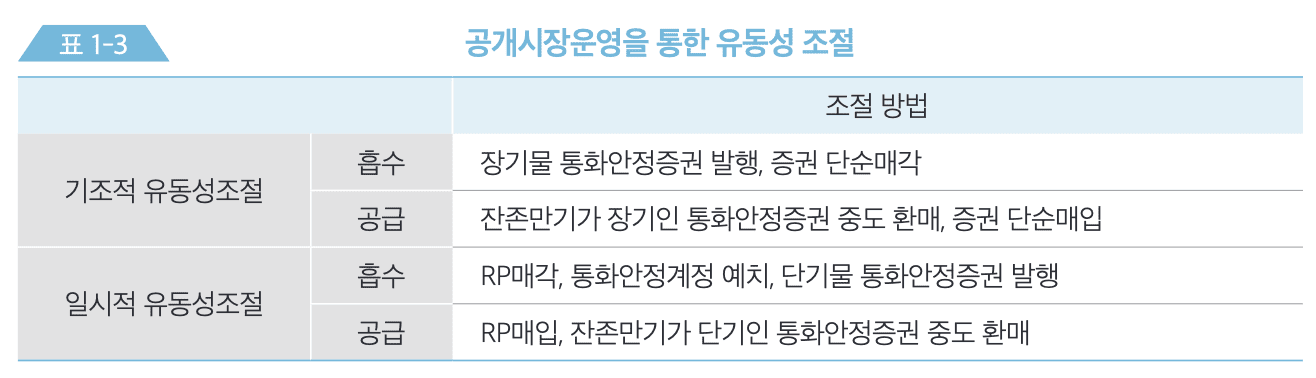 표 1-3
공개시장운영을 통한 유동성 조절
조절 방법
기조적 유동성조절
흡수
장기물 통화안정증권 발행, 증권 단순매각
공급
잔존만기가 장기인 통화안정증권 중도 환매, 증권 단순매입
일시적 유동성조절
흡수
RP매각, 통화안정계정 예치, 단기물 통화안정증권 발행
공급
RP매입, 잔존만기가 단기인 통화안정증권 중도 환매